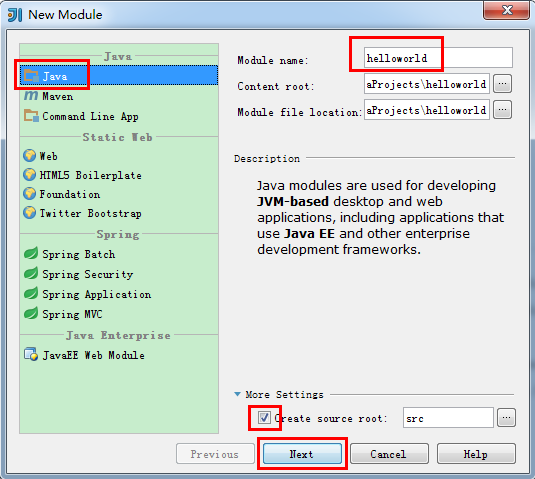 New Module
Java
Java
Maven
Command Line App
Static Web
Web
HTML5 Boilerplate
Foundation
Twitter Bootstrap
Spring
Spring Batch
Spring Security
Spring Application
Spring MVC
Java Enterprise
JavaEE Web Module
Module name: helloworld
Content root: aProjects\helloworld ...
Module file location: aProjects\helloworld ...
Description
Java modules are used for developing
JVM-based desktop and web
applications, including applications that
use Java EE and other enterprise
development frameworks.
More Settings
Create source root: src ...
Previous Next Cancel Help